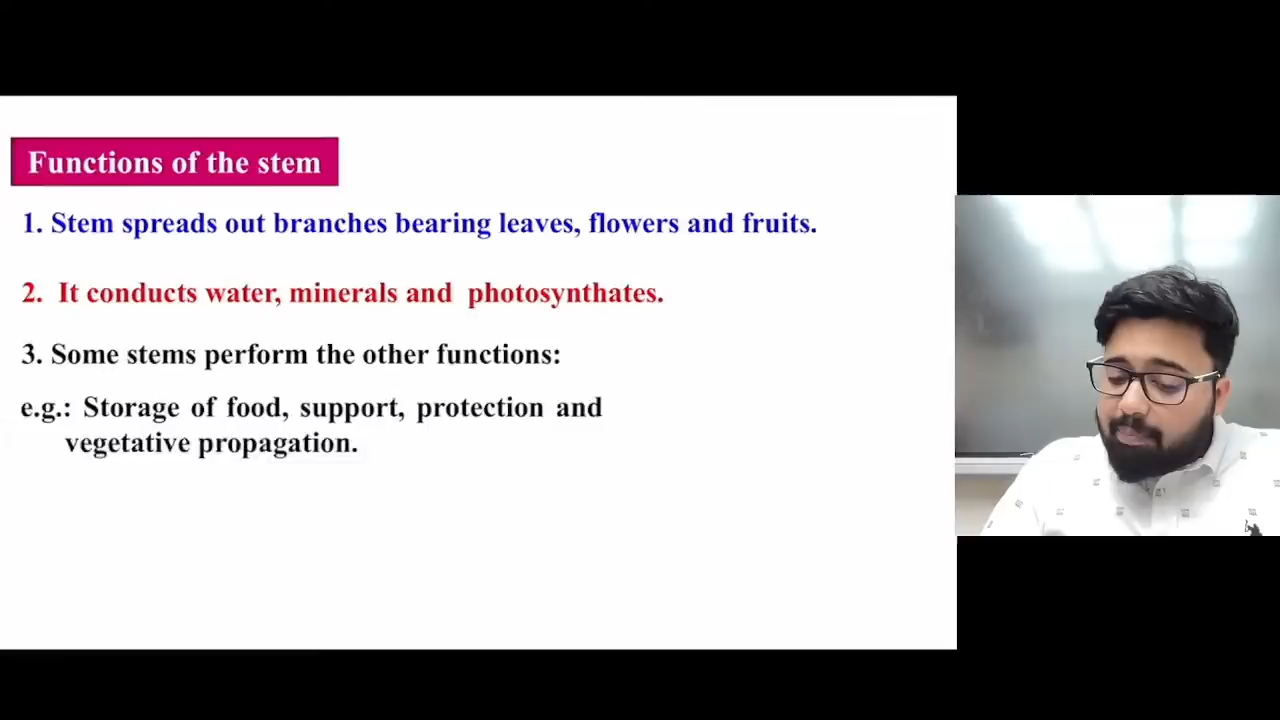 Functions of the stem
1. Stem spreads out branches bearing leaves, flowers and fruits.
2. It conducts water, minerals and photosynthates.
3. Some stems perform the other functions:
e.g.: Storage of food, support, protection and
vegetative propagation.